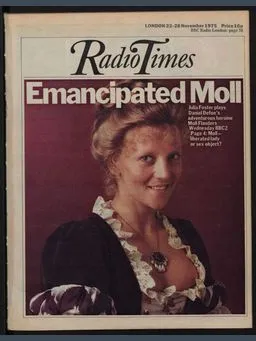 LONDON 22-28 November 1975 Price 10p
BBC Radio London: page 76
Radio Times
Emancipated Moll
Julia Foster plays
Daniel Defoe's
adventurous heroine
Moll Flanders
Wednesday BBC2
Page 4: Moll –
liberated lady
or sex object?